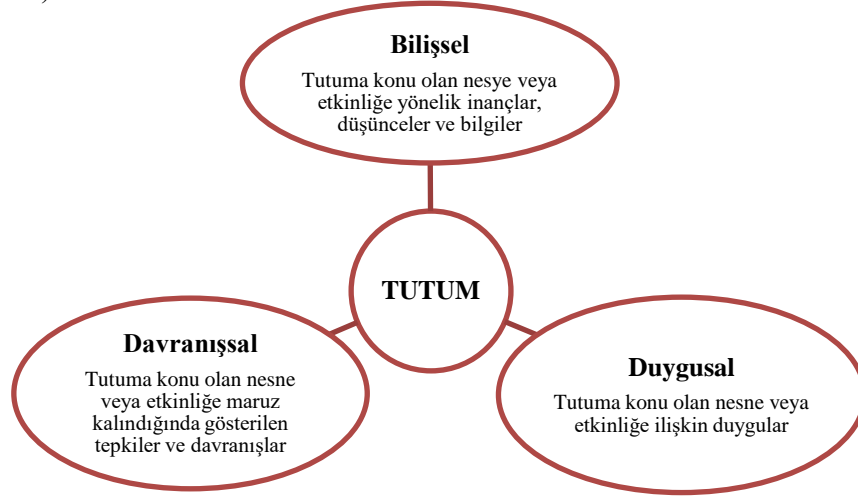 Bilişsel
Tutuma konu olan nesye veya
etkinliğe yönelik inançlar,
düşünceler ve bilgiler
TUTUM
Davranışsal
Tutuma konu olan nesne
veya etkinliğe maruz
kalındığında gösterilen
tepkiler ve davranışlar
Duygusal
Tutuma konu olan nesne veya
etkinliğe ilişkin duygular